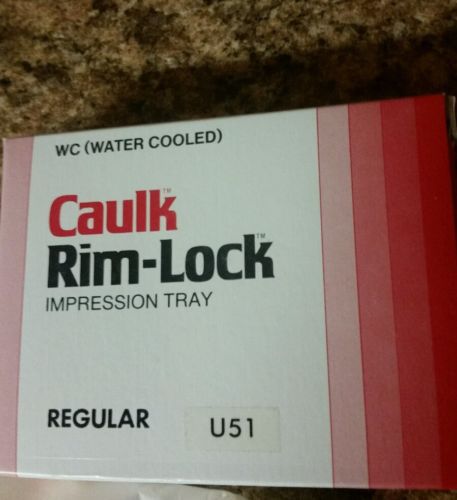 WC (WATER COOLED)
Caulk™
Rim-Lock™
IMPRESSION TRAY
REGULAR U51